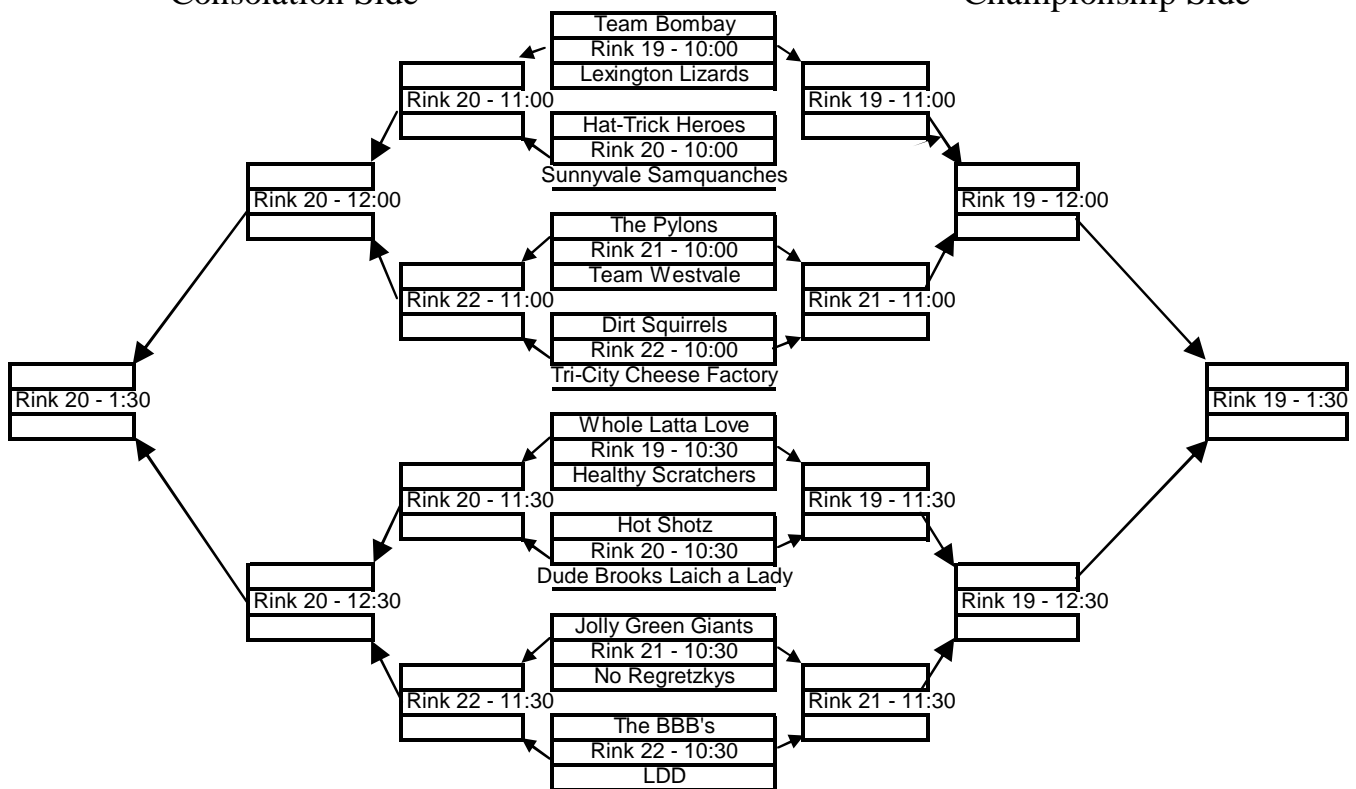 Consolation Side
Championship Side
Team Bombay
Rink 19 - 10:00
Lexington Lizards
Rink 20 - 11:00
Rink 19 - 11:00
Hat-Trick Heroes
Rink 20 - 10:00
Sunnyvale Samquanches
Rink 20 - 12:00
Rink 19 - 12:00
The Pylons
Rink 21 - 10:00
Team Westvale
Rink 22 - 11:00
Rink 21 - 11:00
Dirt Squirrels
Rink 22 - 10:00
Tri-City Cheese Factory
Rink 20 - 1:30
Rink 19 - 1:30
Whole Latta Love
Rink 19 - 10:30
Healthy Scratchers
Rink 20 - 11:30
Rink 19 - 11:30
Hot Shotz
Rink 20 - 10:30
Dude Brooks Laich a Lady
Rink 20 - 12:30
Rink 19 - 12:30
Jolly Green Giants
Rink 21 - 10:30
No Regretzkys
Rink 22 - 11:30
Rink 21 - 11:30
The BBB's
Rink 22 - 10:30
LDD